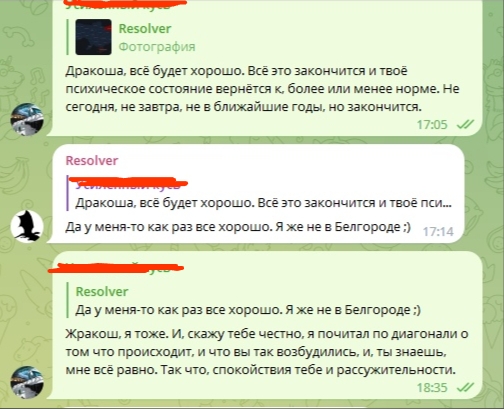 Resolver
Фотография
Дракоша, всё будет хорошо. Всё это закончится и твоё
психическое состояние вернётся к, более или менее норме. Не
сегодня, не завтра, не в ближайшие годы, но закончится.
17:05
Resolver
Дракоша, всё будет хорошо. Всё это закончится и твоё пси...
Да у меня-то как раз все хорошо. Я же не в Белгороде ;)
17:14
Resolver
Да у меня-то как раз все хорошо. Я же не в Белгороде ;)
Жракош, я тоже. И, скажу тебе честно, я почитал по диагонали о
том что происходит, и что вы так возбудились, и, ты знаешь,
мне всё равно. Так что, спокойствия тебе и рассужительности.
18:35